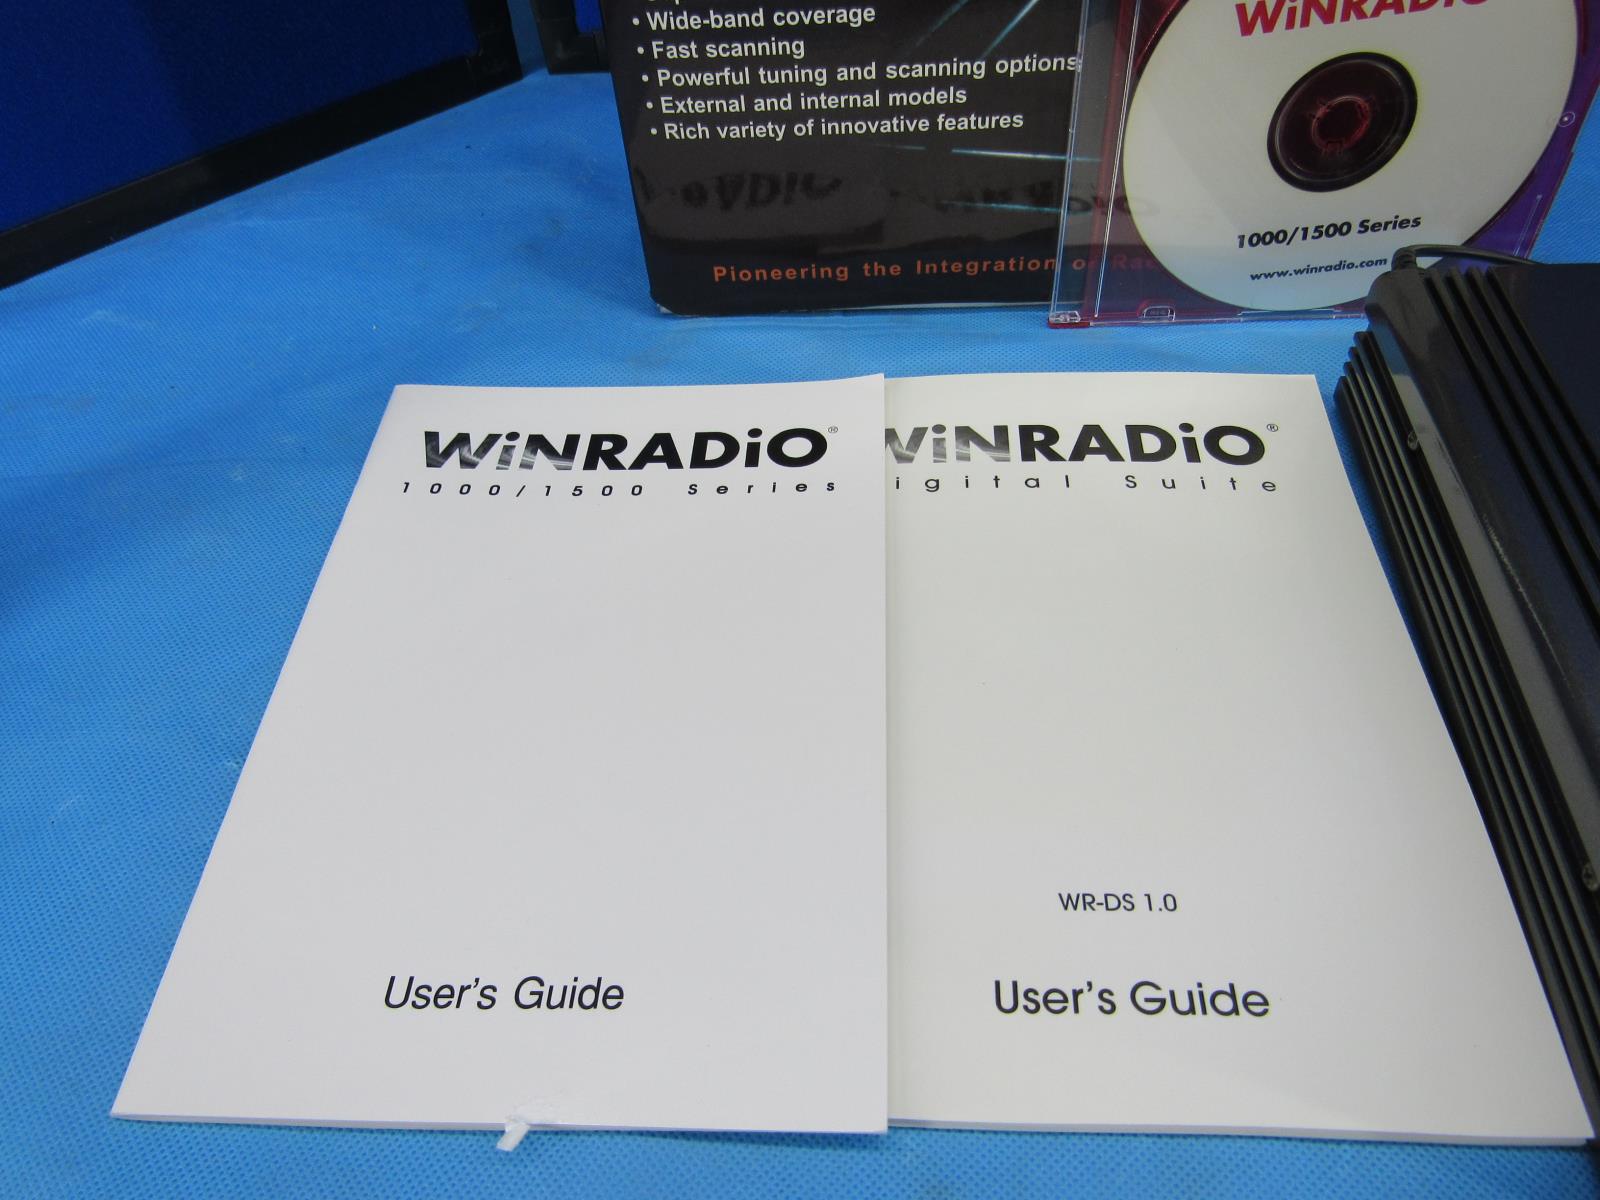 • Wide-band coverage
• Fast scanning
• Powerful tuning and scanning options
• External and internal models
• Rich variety of innovative features
Pioneering the Integration
WiNRADiO
1000/1500 Series
www.winradio.com
WiNRADiO®
1000/1500 Series
User's Guide
WiNRADiO®
Digital Suite
WR-DS 1.0
User's Guide